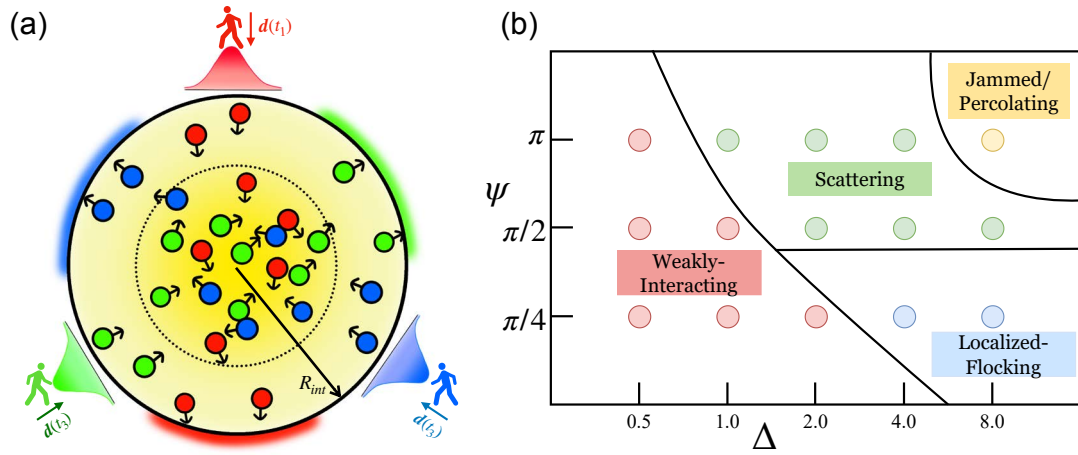 (a)
d(t₁)
R_int
d(t₃)
d(t₃)
(b)
Jammed/
Percolating
π
Scattering
ψ
π/2
Weakly-
Interacting
π/4
Localized-
Flocking
0.5
1.0
2.0
4.0
8.0
Δ